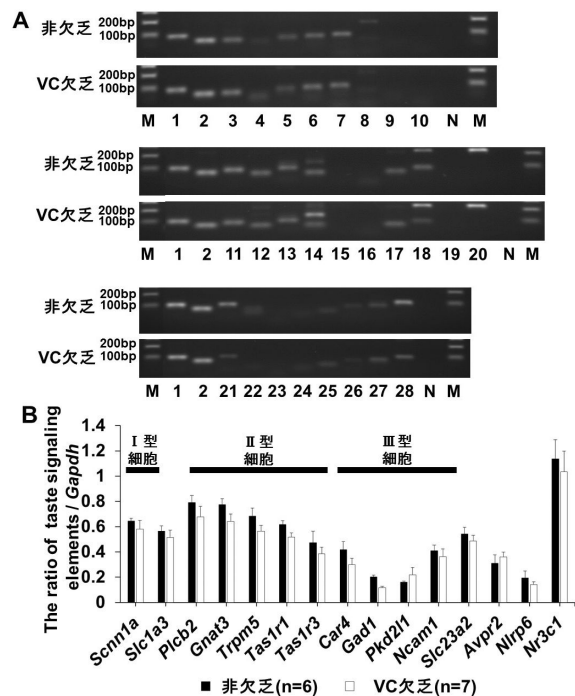 A
非欠乏
200bp
100bp
VC欠乏
200bp
100bp
M 1 2 3 4 5 6 7 8 9 10 N M
非欠乏
200bp
100bp
VC欠乏
200bp
100bp
M 1 2 11 12 13 14 15 16 17 18 19 20 N M
非欠乏
200bp
100bp
VC欠乏
200bp
100bp
M 1 2 21 22 23 24 25 26 27 28 N M
B
The ratio of taste signaling
elements / Gapdh
1.4
1.2
1
0.8
0.6
0.4
0.2
0
Ⅰ型
細胞
Ⅱ型
細胞
Ⅲ型
細胞
Scnn1a Slc1a3 Plcb2 Gnat3 Trpm5 Tas1r1 Tas1r3 Car4 Gad1 Pkd2l1 Ncam1 Slc23a2 Avpr2 Nlrp6 Nr3c1
■ 非欠乏(n=6) □ VC欠乏(n=7)